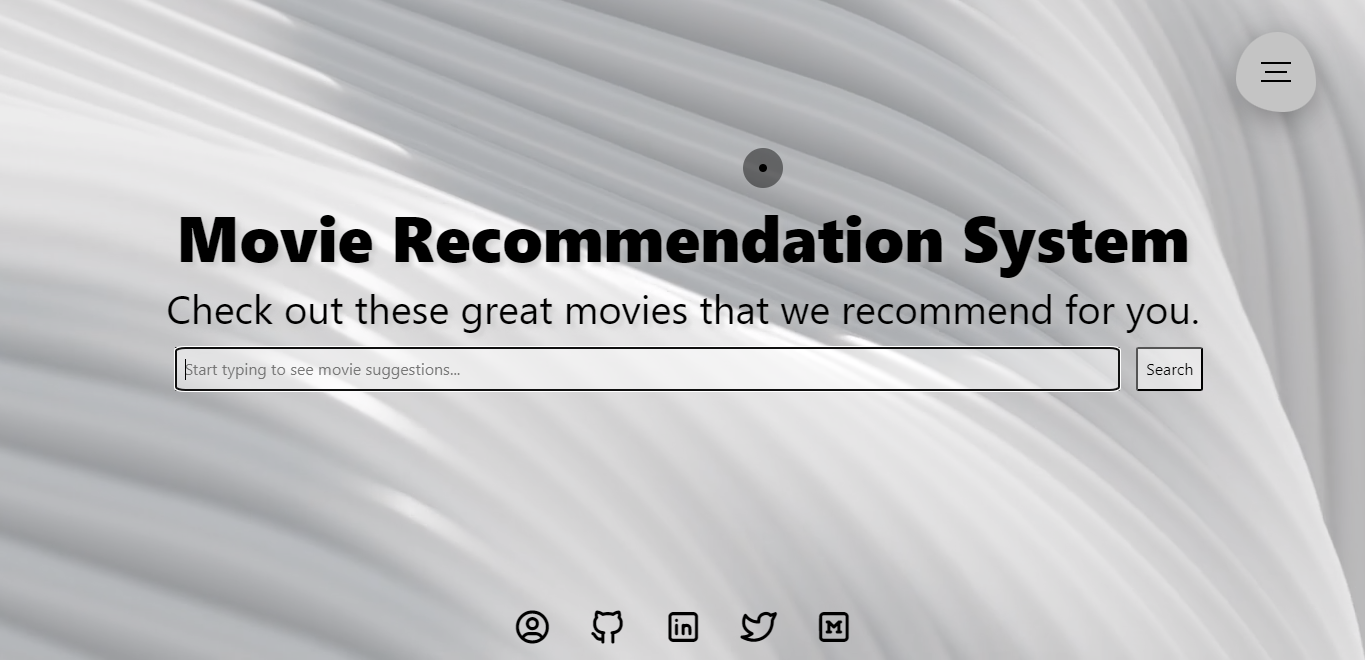 Movie Recommendation System
Check out these great movies that we recommend for you.
Start typing to see movie suggestions...
Search